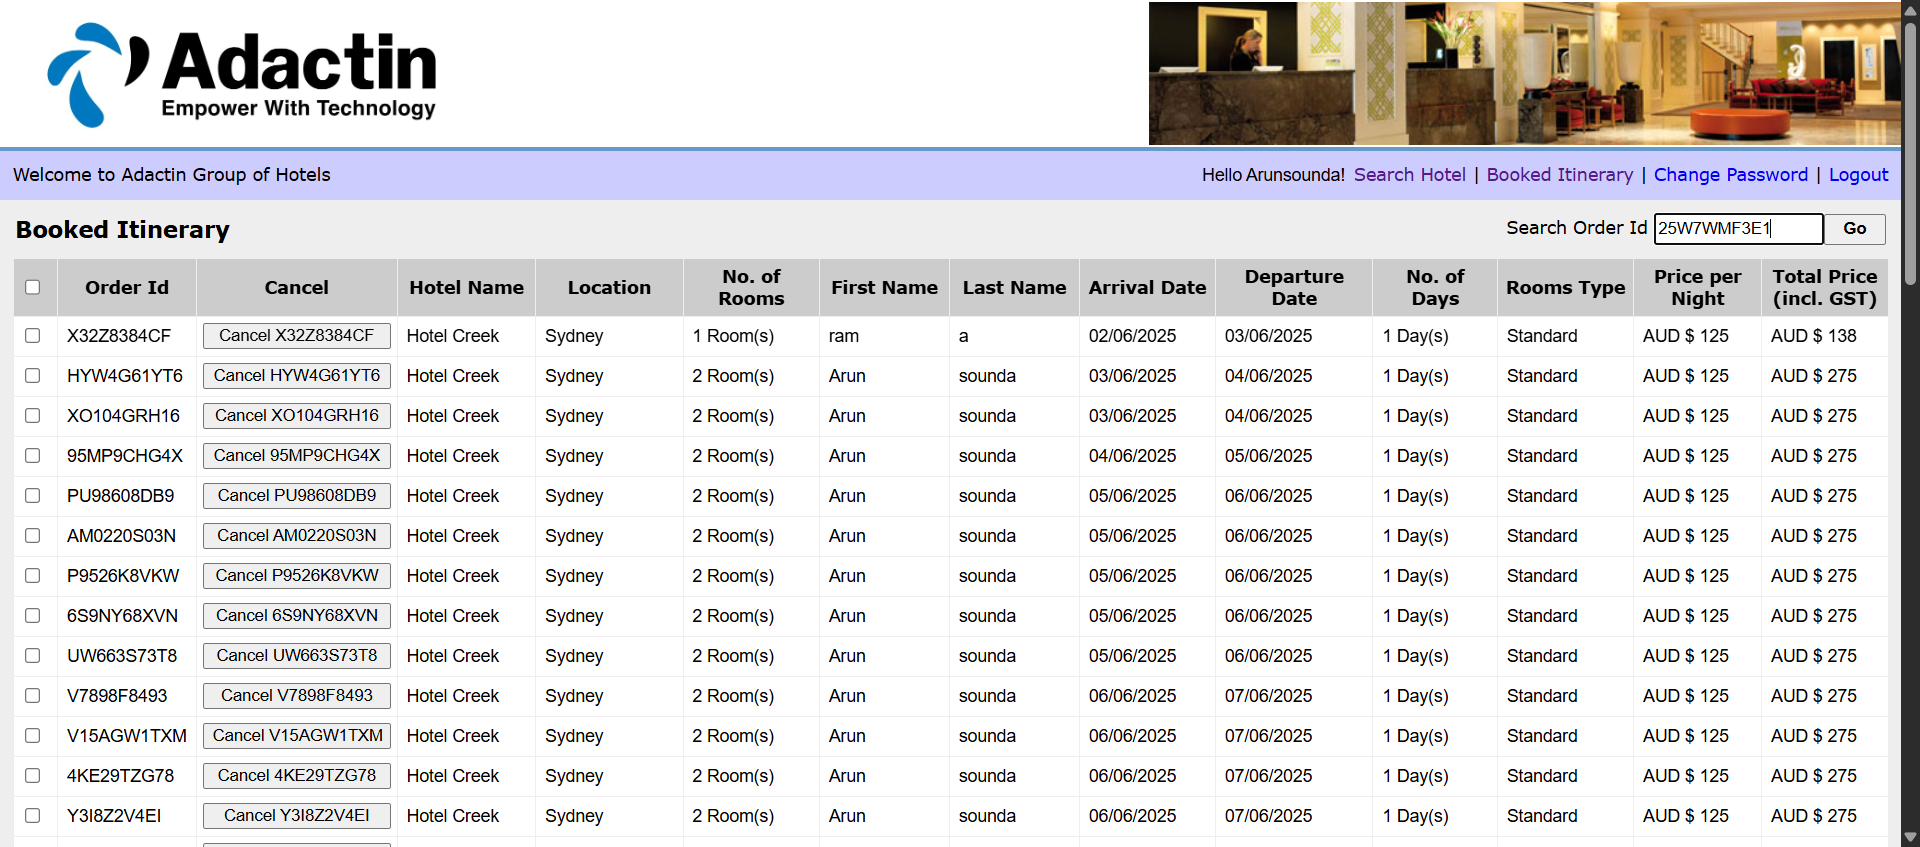 Adactin
Empower With Technology
Welcome to Adactin Group of Hotels
Hello Arunsounda! Search Hotel | Booked Itinerary | Change Password | Logout
Booked Itinerary
Search Order Id 25W7WMF3E1 Go
Order Id Cancel Hotel Name Location No. of Rooms First Name Last Name Arrival Date Departure Date No. of Days Rooms Type Price per Night Total Price (incl. GST)
X32Z8384CF Cancel X32Z8384CF Hotel Creek Sydney 1 Room(s) ram a 02/06/2025 03/06/2025 1 Day(s) Standard AUD $ 125 AUD $ 138
HYW4G61YT6 Cancel HYW4G61YT6 Hotel Creek Sydney 2 Room(s) Arun sounda 03/06/2025 04/06/2025 1 Day(s) Standard AUD $ 125 AUD $ 275
XO104GRH16 Cancel XO104GRH16 Hotel Creek Sydney 2 Room(s) Arun sounda 03/06/2025 04/06/2025 1 Day(s) Standard AUD $ 125 AUD $ 275
95MP9CHG4X Cancel 95MP9CHG4X Hotel Creek Sydney 2 Room(s) Arun sounda 04/06/2025 05/06/2025 1 Day(s) Standard AUD $ 125 AUD $ 275
PU98608DB9 Cancel PU98608DB9 Hotel Creek Sydney 2 Room(s) Arun sounda 05/06/2025 06/06/2025 1 Day(s) Standard AUD $ 125 AUD $ 275
AM0220S03N Cancel AM0220S03N Hotel Creek Sydney 2 Room(s) Arun sounda 05/06/2025 06/06/2025 1 Day(s) Standard AUD $ 125 AUD $ 275
P9526K8VKW Cancel P9526K8VKW Hotel Creek Sydney 2 Room(s) Arun sounda 05/06/2025 06/06/2025 1 Day(s) Standard AUD $ 125 AUD $ 275
6S9NY68XVN Cancel 6S9NY68XVN Hotel Creek Sydney 2 Room(s) Arun sounda 05/06/2025 06/06/2025 1 Day(s) Standard AUD $ 125 AUD $ 275
UW663S73T8 Cancel UW663S73T8 Hotel Creek Sydney 2 Room(s) Arun sounda 05/06/2025 06/06/2025 1 Day(s) Standard AUD $ 125 AUD $ 275
V7898F8493 Cancel V7898F8493 Hotel Creek Sydney 2 Room(s) Arun sounda 06/06/2025 07/06/2025 1 Day(s) Standard AUD $ 125 AUD $ 275
V15AGW1TXM Cancel V15AGW1TXM Hotel Creek Sydney 2 Room(s) Arun sounda 06/06/2025 07/06/2025 1 Day(s) Standard AUD $ 125 AUD $ 275
4KE29TZG78 Cancel 4KE29TZG78 Hotel Creek Sydney 2 Room(s) Arun sounda 06/06/2025 07/06/2025 1 Day(s) Standard AUD $ 125 AUD $ 275
Y3I8Z2V4EI Cancel Y3I8Z2V4EI Hotel Creek Sydney 2 Room(s) Arun sounda 06/06/2025 07/06/2025 1 Day(s) Standard AUD $ 125 AUD $ 275